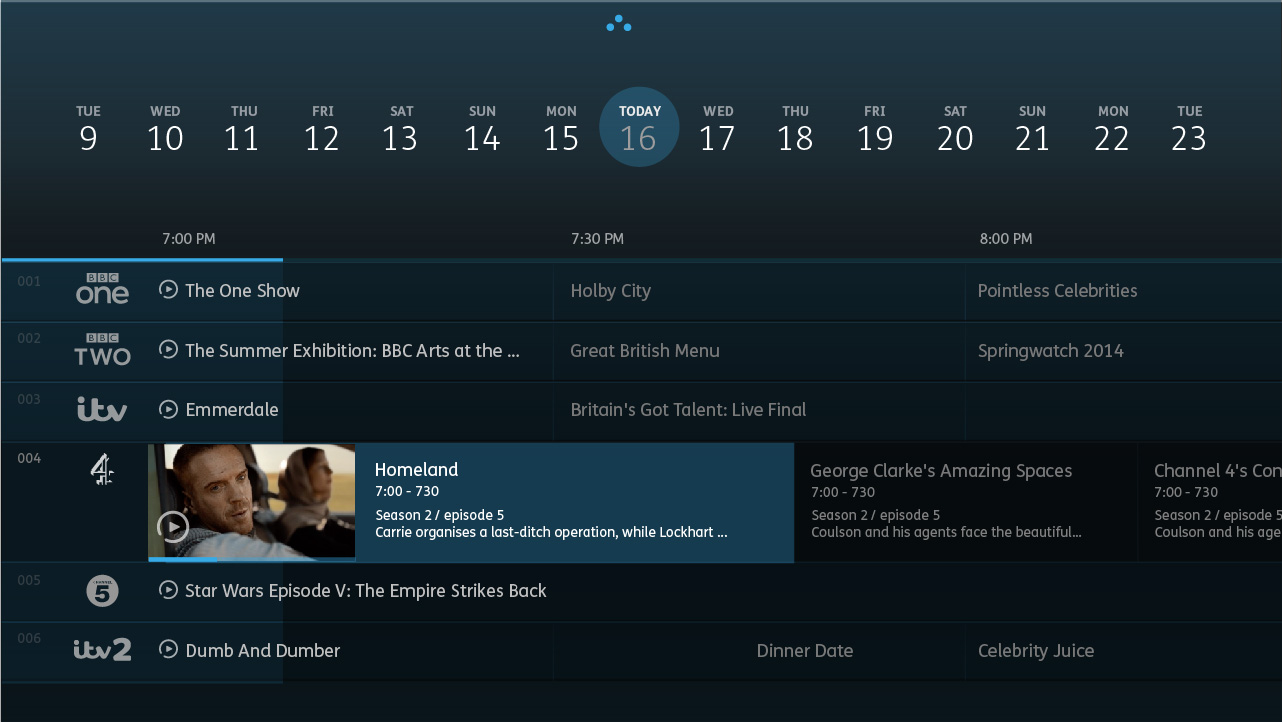 TUE WED THU FRI SAT SUN MON TODAY WED THU FRI SAT SUN MON TUE
9 10 11 12 13 14 15 16 17 18 19 20 21 22 23
7:00 PM 7:30 PM 8:00 PM
001 BBC one The One Show Holby City Pointless Celebrities
002 BBC TWO The Summer Exhibition: BBC Arts at the ... Great British Menu Springwatch 2014
003 itv Emmerdale Britain's Got Talent: Live Final
004 4 Homeland George Clarke's Amazing Spaces Channel 4's Con
7:00 - 730 7:00 - 730 7:00 - 730
Season 2 / episode 5 Season 2 / episode 5 Season 2 / episode 5
Carrie organises a last-ditch operation, while Lockhart ... Coulson and his agents face the beautiful... Coulson and his age
005 CHANNEL 5 Star Wars Episode V: The Empire Strikes Back
006 itv2 Dumb And Dumber Dinner Date Celebrity Juice